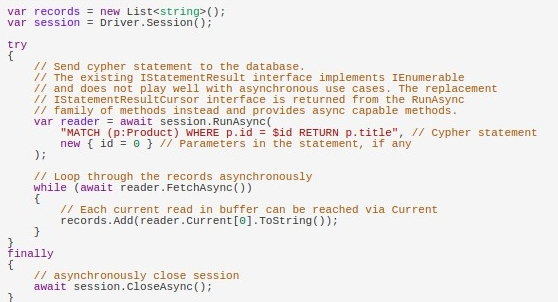 var records = new List<string>();
var session = Driver.Session();

try
{
    // Send cypher statement to the database.
    // The existing IStatementResult interface implements IEnumerable
    // and does not play well with asynchronous use cases. The replacement
    // IStatementResultCursor interface is returned from the RunAsync
    // family of methods instead and provides async capable methods.
    var reader = await session.RunAsync(
        "MATCH (p:Product) WHERE p.id = $id RETURN p.title", // Cypher statement
        new { id = 0 } // Parameters in the statement, if any
    );

    // Loop through the records asynchronously
    while (await reader.FetchAsync())
    {
        // Each current read in buffer can be reached via Current
        records.Add(reader.Current[0].ToString());
    }
}
finally
{
    // asynchronously close session
    await session.CloseAsync();
}